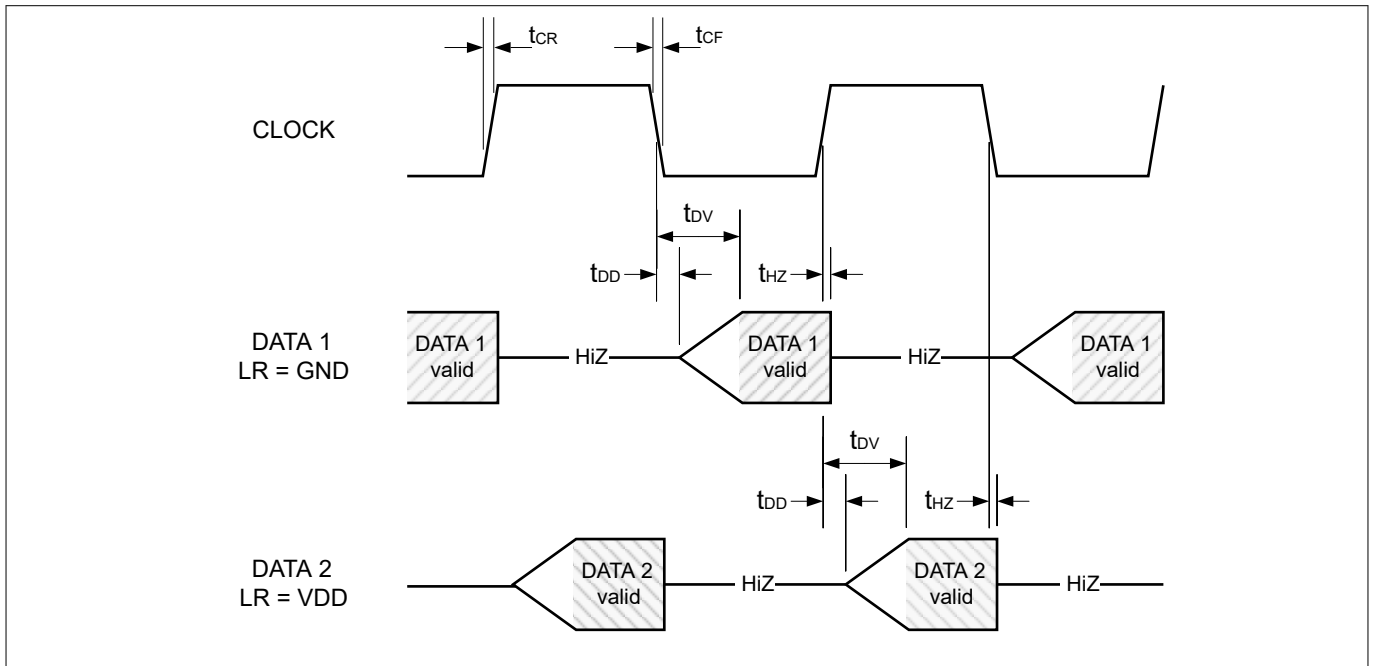 tCR
tCF
CLOCK
tDV
tDD
tHZ
DATA 1
LR = GND
DATA 1
valid
HiZ
DATA 1
valid
HiZ
DATA 1
valid
tDV
tDD
tHZ
DATA 2
LR = VDD
DATA 2
valid
HiZ
DATA 2
valid
HiZ